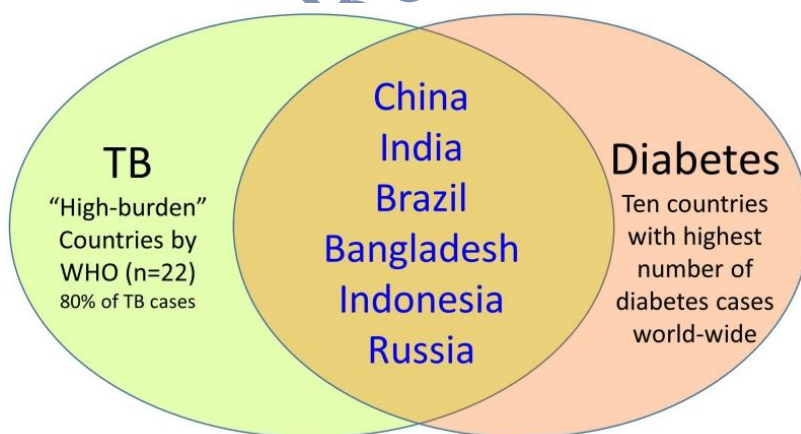 TB
“High-burden”
Countries by
WHO (n=22)
80% of TB cases
China
India
Brazil
Bangladesh
Indonesia
Russia
Diabetes
Ten countries
with highest
number of
diabetes cases
world-wide